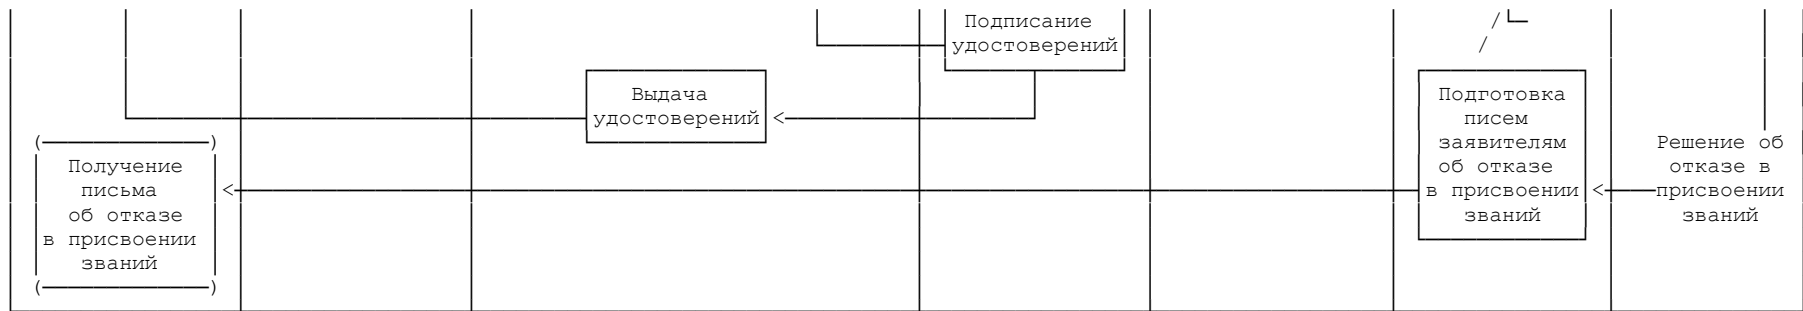 Подписание
удостоверений
Выдача
удостоверений
Подготовка
писем
заявителям
об отказе
в присвоении
званий
Решение об
отказе в
присвоении
званий
Получение
письма
об отказе
в присвоении
званий